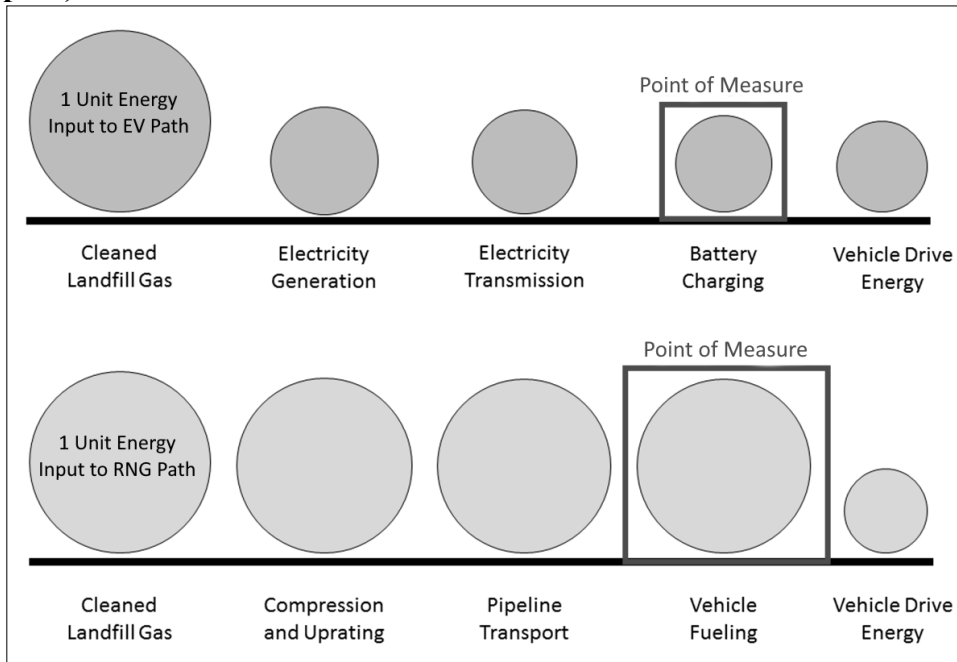 1 Unit Energy
Input to EV Path
Point of Measure
Cleaned
Landfill Gas
Electricity
Generation
Electricity
Transmission
Battery
Charging
Vehicle Drive
Energy
Point of Measure
1 Unit Energy
Input to RNG Path
Cleaned
Landfill Gas
Compression
and Uprating
Pipeline
Transport
Vehicle
Fueling
Vehicle Drive
Energy